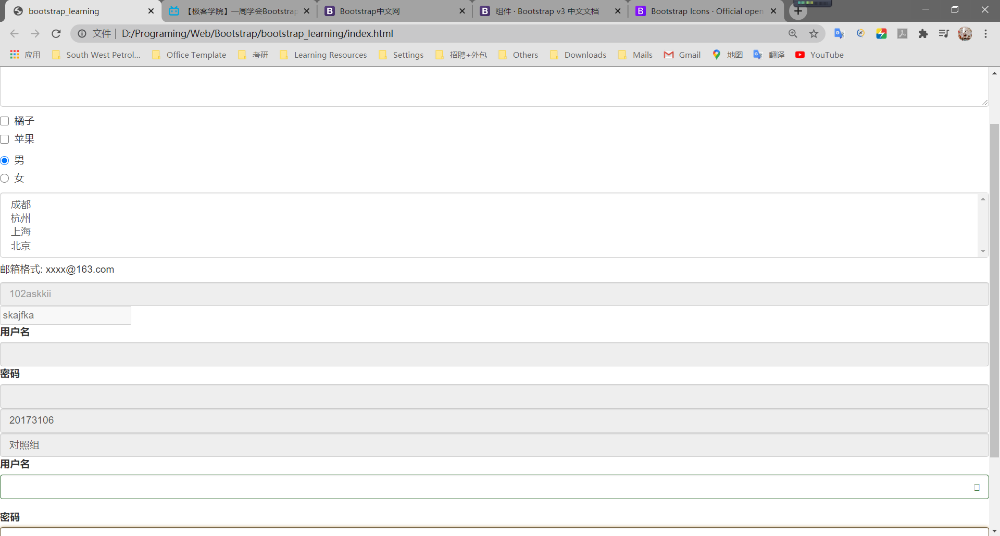 bootstrap_learning
【极客学院】一周学会Bootstrap
Bootstrap中文网
组件 · Bootstrap v3 中文文档
Bootstrap Icons · Official open
文件 | D:/Programing/Web/Bootstrap/bootstrap_learning/index.html
应用
South West Petrol...
Office Template
考研
Learning Resources
Settings
招聘+外包
Others
Downloads
Mails
Gmail
地图
翻译
YouTube
橘子
苹果
男
女
成都
杭州
上海
北京
邮箱格式: xxxx@163.com
102askkii
skajfka
用户名
密码
20173106
对照组
用户名
密码